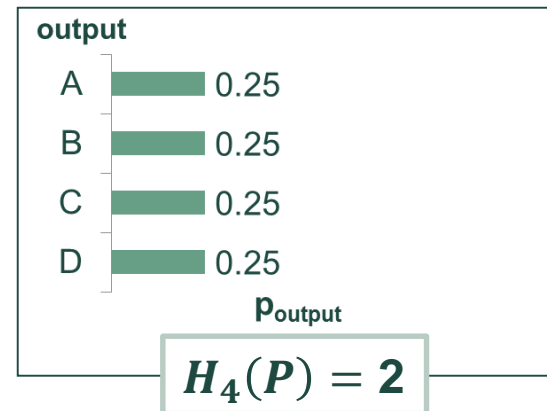 output
A 0.25
B 0.25
C 0.25
D 0.25
p_output
H_4(P) = 2